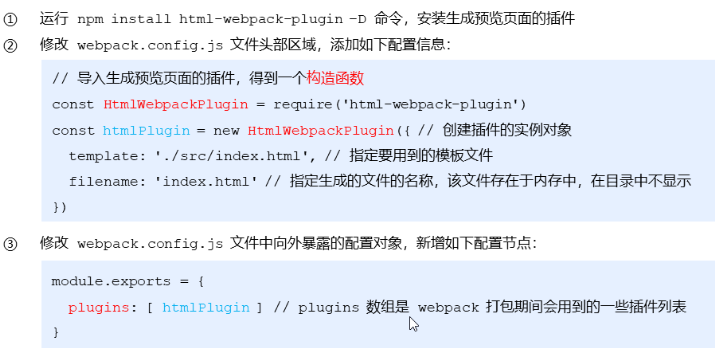 ① 运行 npm install html-webpack-plugin –D 命令，安装生成预览页面的插件
② 修改 webpack.config.js 文件头部区域，添加如下配置信息：
// 导入生成预览页面的插件，得到一个构造函数
const HtmlWebpackPlugin = require('html-webpack-plugin')
const htmlPlugin = new HtmlWebpackPlugin({ // 创建插件的实例对象
template: './src/index.html', // 指定要用到的模板文件
filename: 'index.html' // 指定生成的文件的名称，该文件存在于内存中，在目录中不显示
})
③ 修改 webpack.config.js 文件中向外暴露的配置对象，新增如下配置节点：
module.exports = {
plugins: [ htmlPlugin ] // plugins 数组是 webpack 打包期间会用到的一些插件列表
}